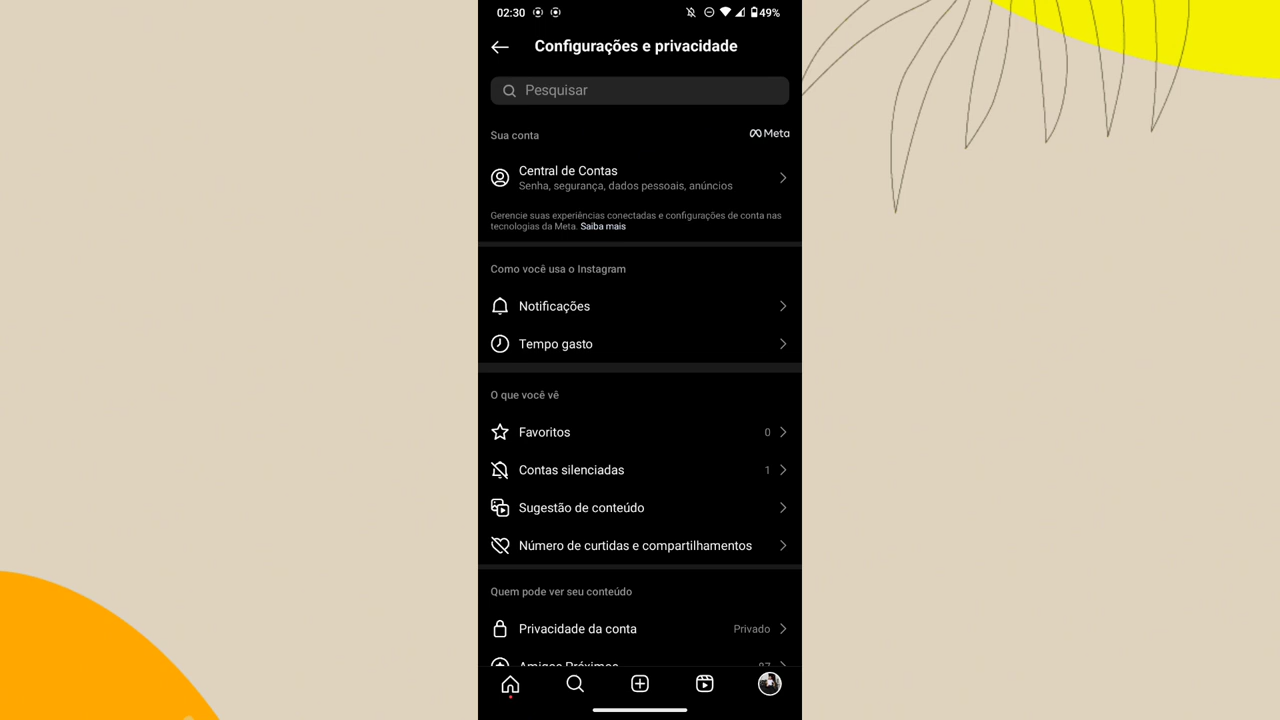 02:30
49%
Configurações e privacidade
Pesquisar
Sua conta
Meta
Central de Contas
Senha, segurança, dados pessoais, anúncios
Gerencie suas experiências conectadas e configurações de conta nas
tecnologias da Meta. Saiba mais
Como você usa o Instagram
Notificações
Tempo gasto
O que você vê
Favoritos 0
Contas silenciadas 1
Sugestão de conteúdo
Número de curtidas e compartilhamentos
Quem pode ver seu conteúdo
Privacidade da conta Privado
Amigos Próximos 87